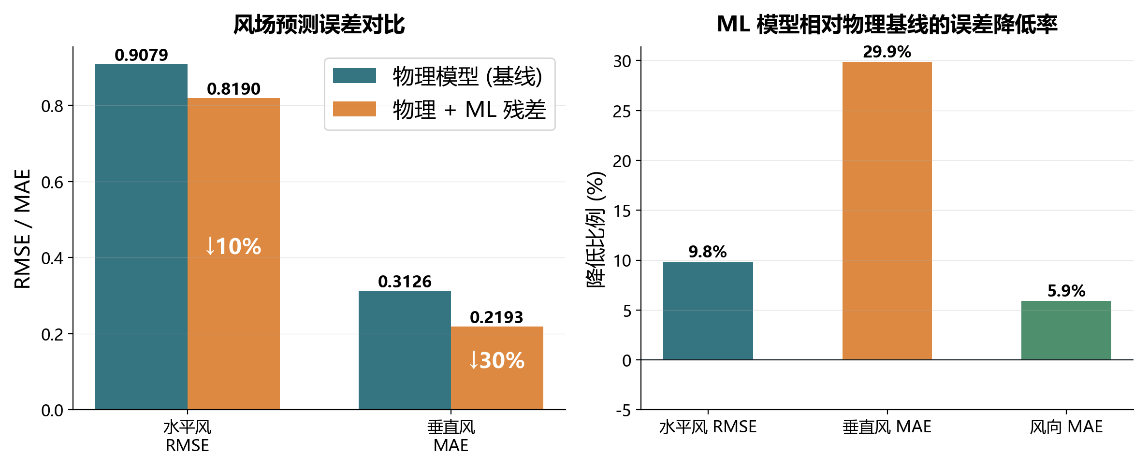 风场预测误差对比
0.9079
0.8190
物理模型 (基线)
物理 + ML 残差
↓10%
0.3126
0.2193
↓30%
RMSE / MAE
0.8
0.6
0.4
0.2
0.0
水平风
RMSE
垂直风
MAE
ML 模型相对物理基线的误差降低率
29.9%
9.8%
5.9%
降低比例 (%)
30
25
20
15
10
5
0
-5
水平风 RMSE
垂直风 MAE
风向 MAE